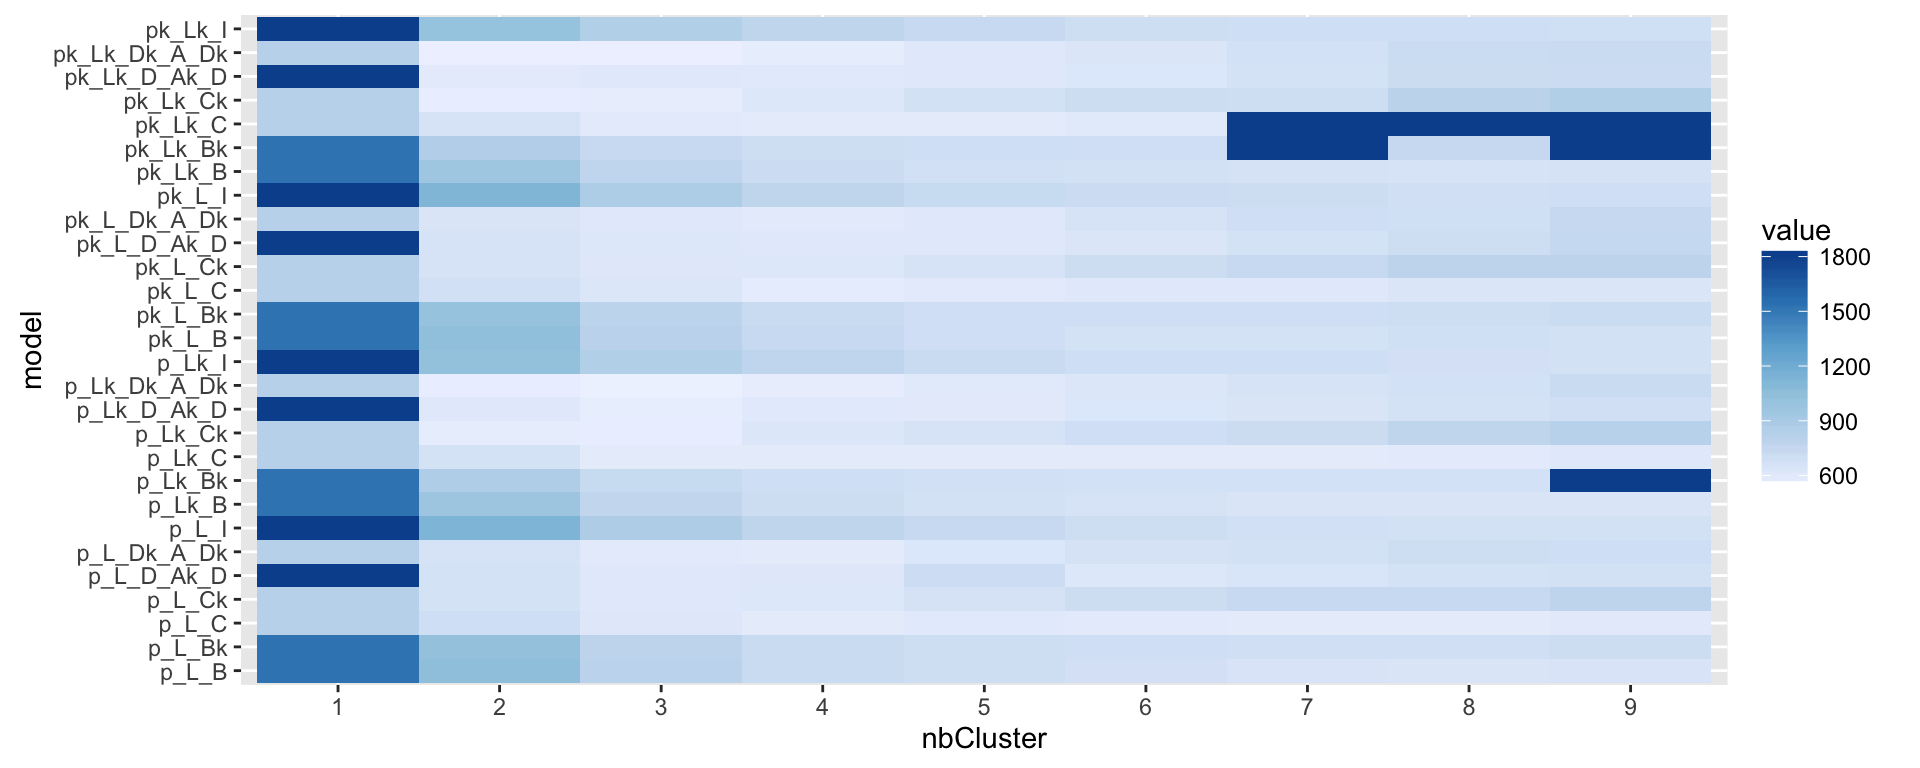 model
pk_Lk_I
pk_Lk_Dk_A_Dk
pk_Lk_D_Ak_D
pk_Lk_Ck
pk_Lk_C
pk_Lk_Bk
pk_Lk_B
pk_L_I
pk_L_Dk_A_Dk
pk_L_D_Ak_D
pk_L_Ck
pk_L_C
pk_L_Bk
pk_L_B
p_Lk_I
p_Lk_Dk_A_Dk
p_Lk_D_Ak_D
p_Lk_Ck
p_Lk_C
p_Lk_Bk
p_Lk_B
p_L_I
p_L_Dk_A_Dk
p_L_D_Ak_D
p_L_Ck
p_L_C
p_L_Bk
p_L_B
1 2 3 4 5 6 7 8 9
nbCluster
value
1800
1500
1200
900
600